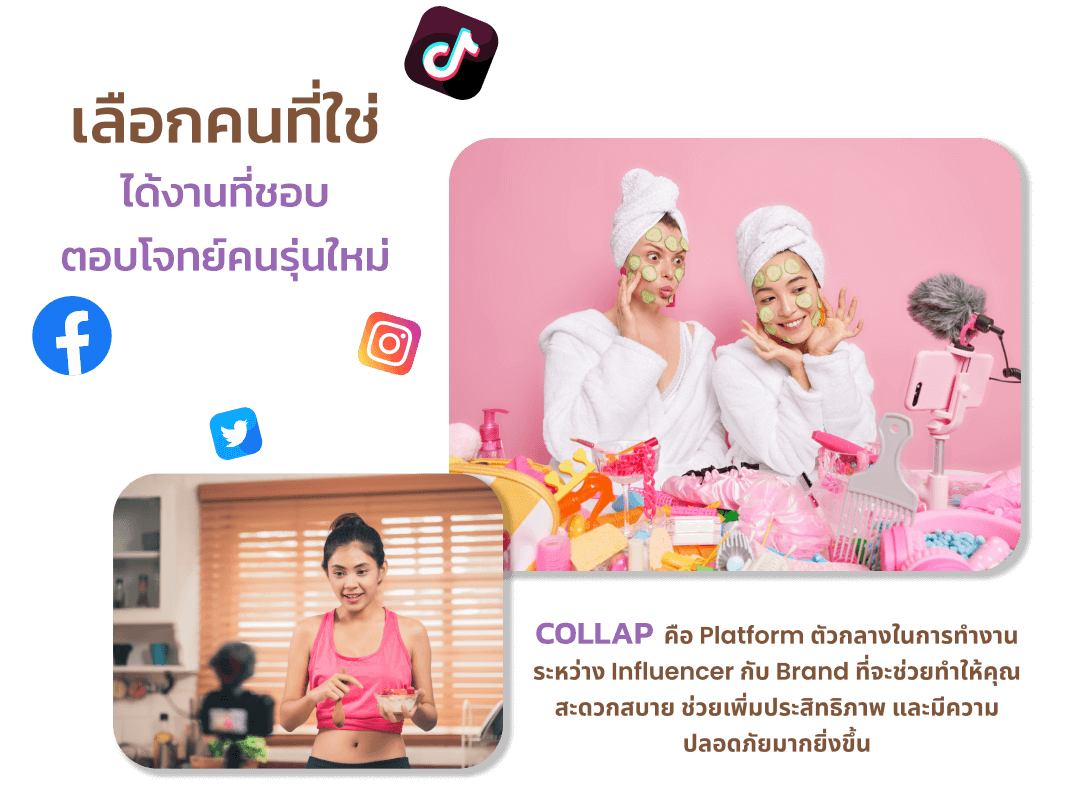 เลือกคนที่ใช่
ได้งานที่ชอบ
ตอบโจทย์คนรุ่นใหม่
COLLAP คือ Platform ตัวกลางในการทำงาน
ระหว่าง Influencer กับ Brand ที่จะช่วยทำให้คุณ
สะดวกสบาย ช่วยเพิ่มประสิทธิภาพ และมีความ
ปลอดภัยมากยิ่งขึ้น